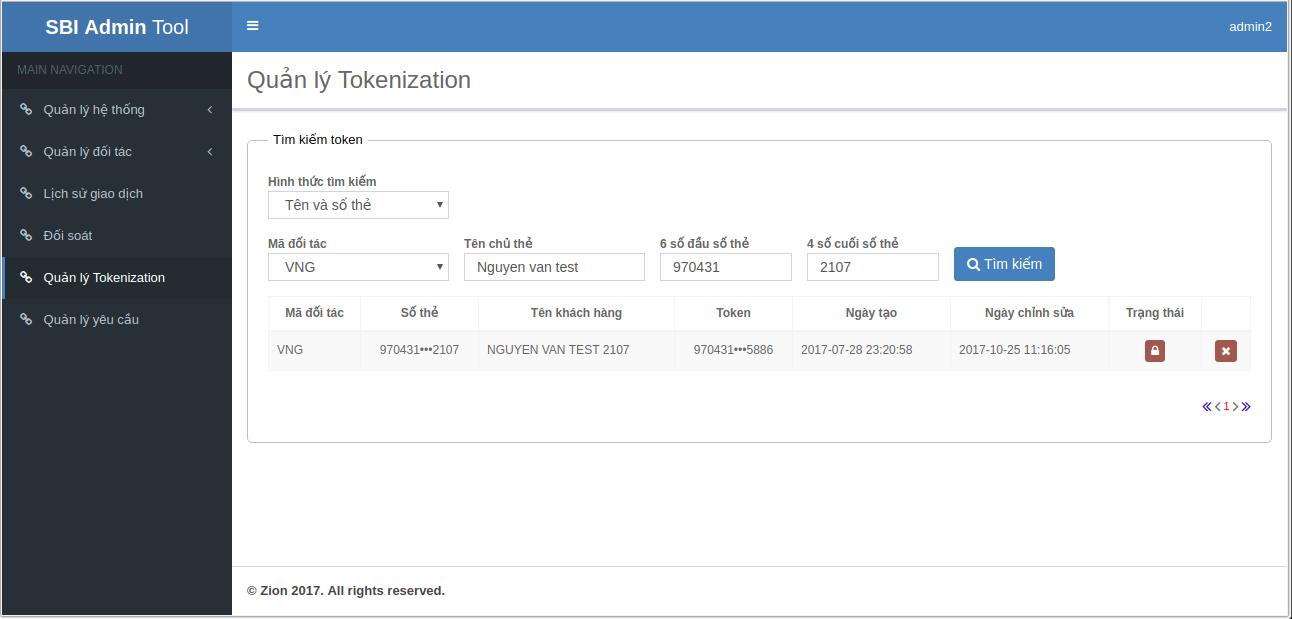 SBI Admin Tool
admin2
MAIN NAVIGATION
Quản lý hệ thống
Quản lý đối tác
Lịch sử giao dịch
Đối soát
Quản lý Tokenization
Quản lý yêu cầu
Quản lý Tokenization
Tìm kiếm token
Hình thức tìm kiếm
Tên và số thẻ
Mã đối tác Tên chủ thẻ 6 số đầu số thẻ 4 số cuối số thẻ
VNG Nguyen van test 970431 2107 Tìm kiếm
Mã đối tác Số thẻ Tên khách hàng Token Ngày tạo Ngày chỉnh sửa Trạng thái
VNG 970431•••2107 NGUYEN VAN TEST 2107 970431•••5886 2017-07-28 23:20:58 2017-10-25 11:16:05
1
© Zion 2017. All rights reserved.